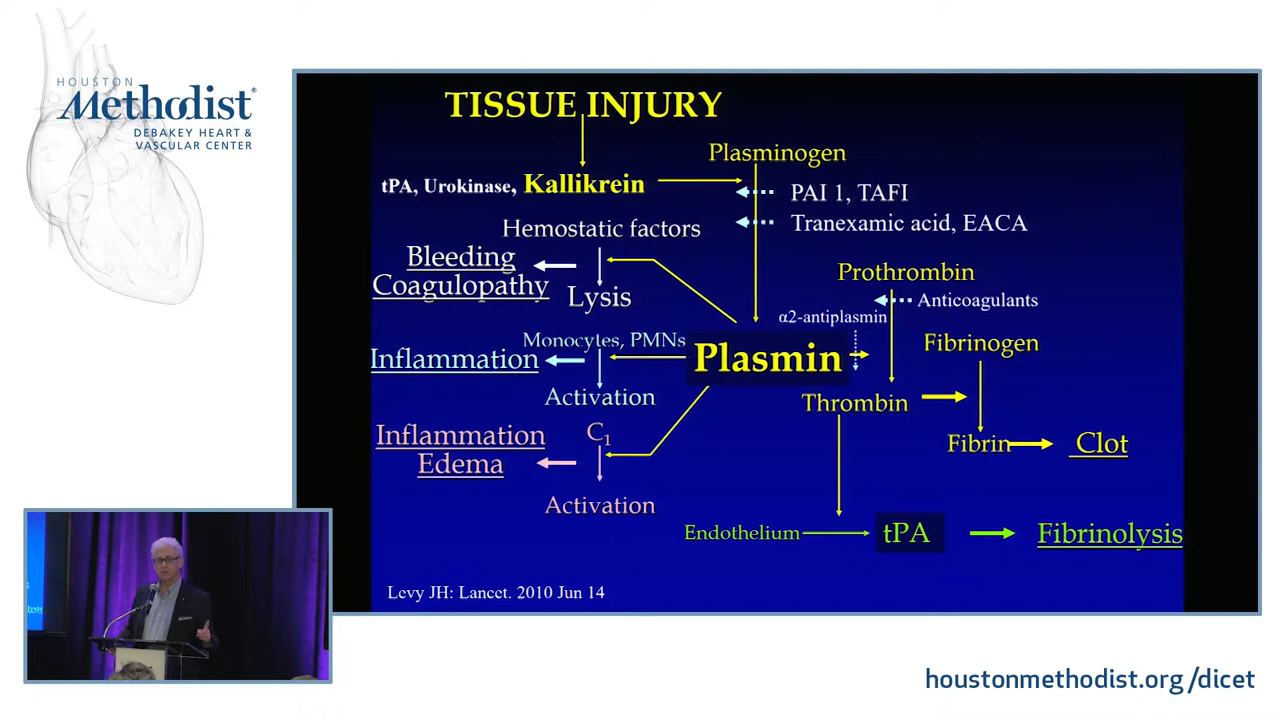 HOUSTON
Methodist®
DEBAKEY HEART &
VASCULAR CENTER
TISSUE INJURY
Plasminogen
tPA, Urokinase, Kallikrein
PAI 1, TAFI
Tranexamic acid, EACA
Hemostatic factors
Bleeding
Coagulopathy
Lysis
Prothrombin
Anticoagulants
α2-antiplasmin
Monocytes, PMNs
Inflammation
Plasmin
Fibrinogen
Activation
Thrombin
Inflammation
Edema
C1
Fibrin
Clot
Activation
Endothelium
tPA
Fibrinolysis
Levy JH: Lancet. 2010 Jun 14
houstonmethodist.org/dicet